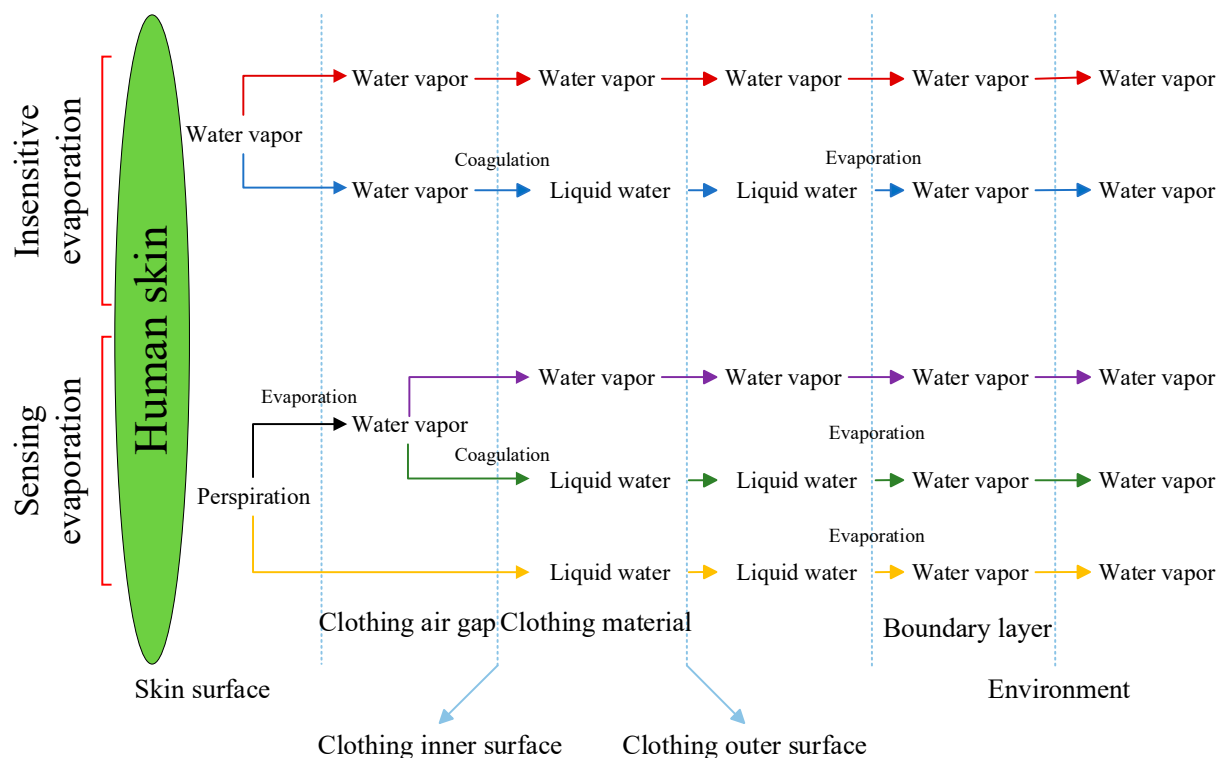 Insensitive
evaporation
Sensing
evaporation
Human skin
Water vapor
Water vapor
Water vapor
Water vapor
Water vapor
Water vapor
Coagulation
Evaporation
Water vapor
Liquid water
Liquid water
Water vapor
Water vapor
Water vapor
Water vapor
Water vapor
Water vapor
Evaporation
Water vapor
Coagulation
Evaporation
Liquid water
Liquid water
Water vapor
Water vapor
Perspiration
Evaporation
Liquid water
Liquid water
Water vapor
Water vapor
Clothing air gap
Clothing material
Boundary layer
Skin surface
Environment
Clothing inner surface
Clothing outer surface